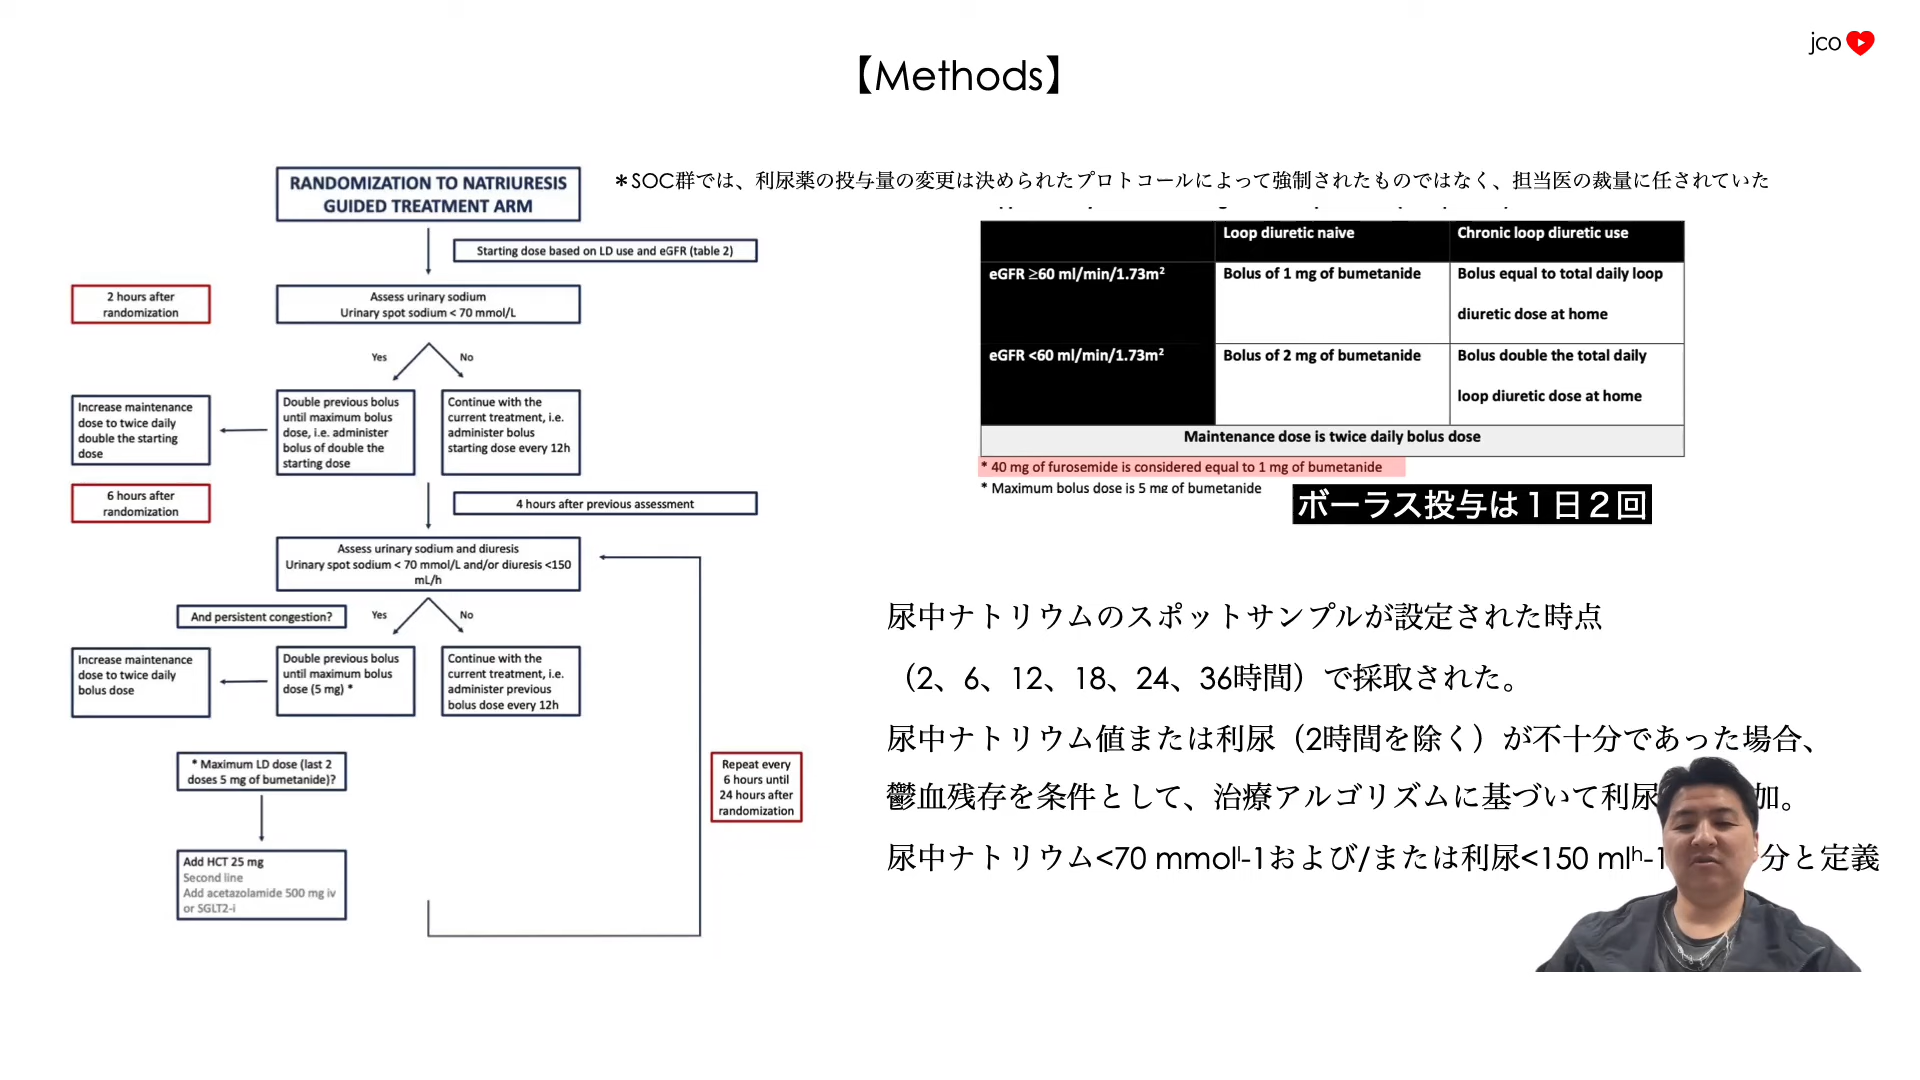 jco
【Methods】
RANDOMIZATION TO NATRIURESIS
GUIDED TREATMENT ARM
Starting dose based on LD use and eGFR (table 2)
2 hours after
randomization
Assess urinary sodium
Urinary spot sodium < 70 mmol/L
Yes
No
Increase maintenance
dose to twice daily
double the starting
dose
Double previous bolus
until maximum bolus
dose, i.e. administer
bolus of double the
starting dose
Continue with the
current treatment, i.e.
administer bolus
starting dose every 12h
6 hours after
randomization
4 hours after previous assessment
Assess urinary sodium and diuresis
Urinary spot sodium < 70 mmol/L and/or diuresis <150
mL/h
And persistent congestion?
Yes
No
Increase maintenance
dose to twice daily
bolus dose
Double previous bolus
until maximum bolus
dose (5 mg) *
Continue with the
current treatment, i.e.
administer previous
bolus dose every 12h
* Maximum LD dose (last 2
doses 5 mg of bumetanide)?
Repeat every
6 hours until
24 hours after
randomization
Add HCT 25 mg
Second line
Add acetazolamide 500 mg iv
or SGLT2-i
＊SOC群では、利尿薬の投与量の変更は決められたプロトコールによって強制されたものではなく、担当医の裁量に任されていた
Loop diuretic naive
Chronic loop diuretic use
eGFR ≥60 ml/min/1.73m²
Bolus of 1 mg of bumetanide
Bolus equal to total daily loop
diuretic dose at home
eGFR <60 ml/min/1.73m²
Bolus of 2 mg of bumetanide
Bolus double the total daily
loop diuretic dose at home
Maintenance dose is twice daily bolus dose
* 40 mg of furosemide is considered equal to 1 mg of bumetanide
* Maximum bolus dose is 5 mg of bumetanide
ボーラス投与は１日２回
尿中ナトリウムのスポットサンプルが設定された時点
（2、6、12、18、24、36時間）で採取された。
尿中ナトリウム値または利尿（2時間を除く）が不十分であった場合、
鬱血残存を条件として、治療アルゴリズムに基づいて利尿 加。
尿中ナトリウム<70 mmolˡ-1および/または利尿<150 mlʰ-1 分と定義